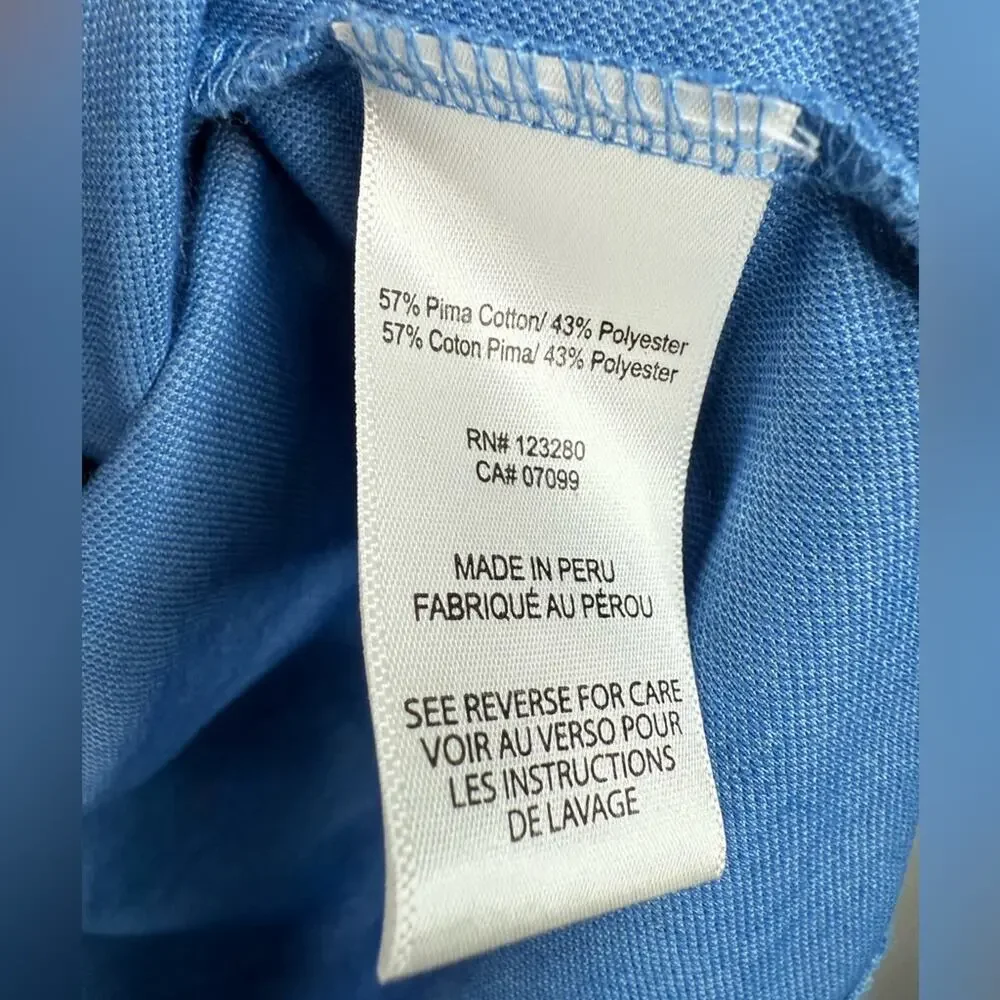 57% Pima Cotton/ 43% Polyester
57% Coton Pima/ 43% Polyester
RN# 123280
CA# 07099
MADE IN PERU
FABRIQUÉ AU PÉROU
SEE REVERSE FOR CARE
VOIR AU VERSO POUR
LES INSTRUCTIONS
DE LAVAGE